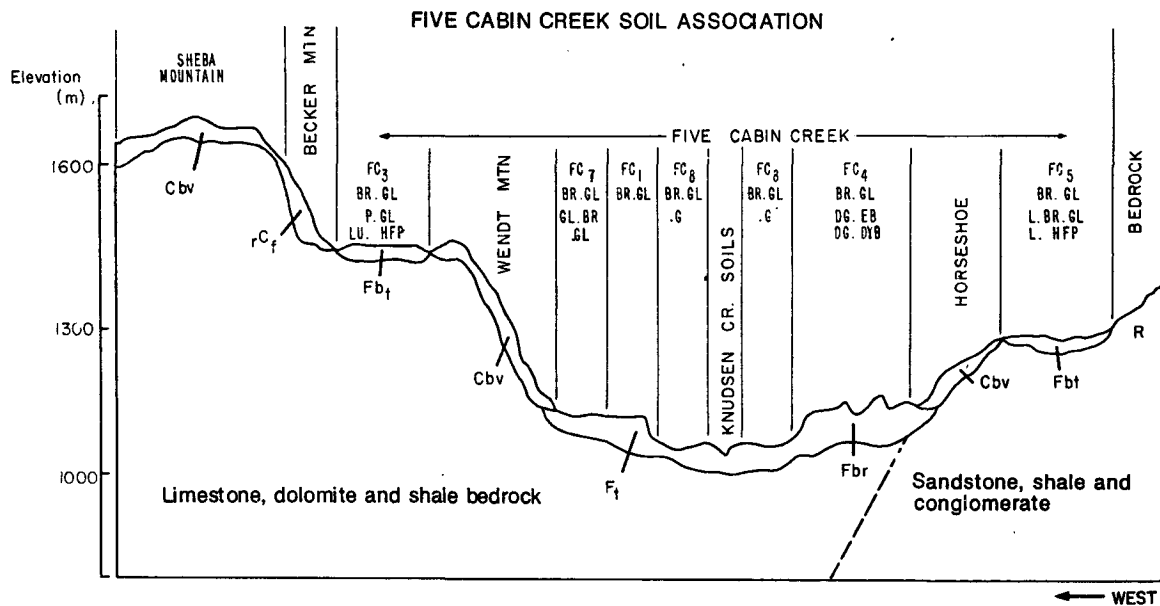 FIVE CABIN CREEK SOIL ASSOCIATION
Elevation
(m)
1600
1300
1000
SHEBA
MOUNTAIN
BECKER MTN
FIVE CABIN CREEK
FC3
BR.GL
P.GL
LU. HFP
WENDT MTN
FC7
BR.GL
GL.BR
.GL
FC1
BR.GL
FC8
BR.GL
.G
KNUDSEN CR. SOILS
FC8
BR.GL
.G
FC4
BR.GL
DG.EB
DG.DYB
HORSESHOE
FC5
BR.GL
L.BR.GL
L. HFP
BEDROCK
Cbv
rCf
Fbt
Cbv
Ft
Fbr
Cbv
Fbt
R
Limestone, dolomite and shale bedrock
Sandstone, shale and
conglomerate
WEST